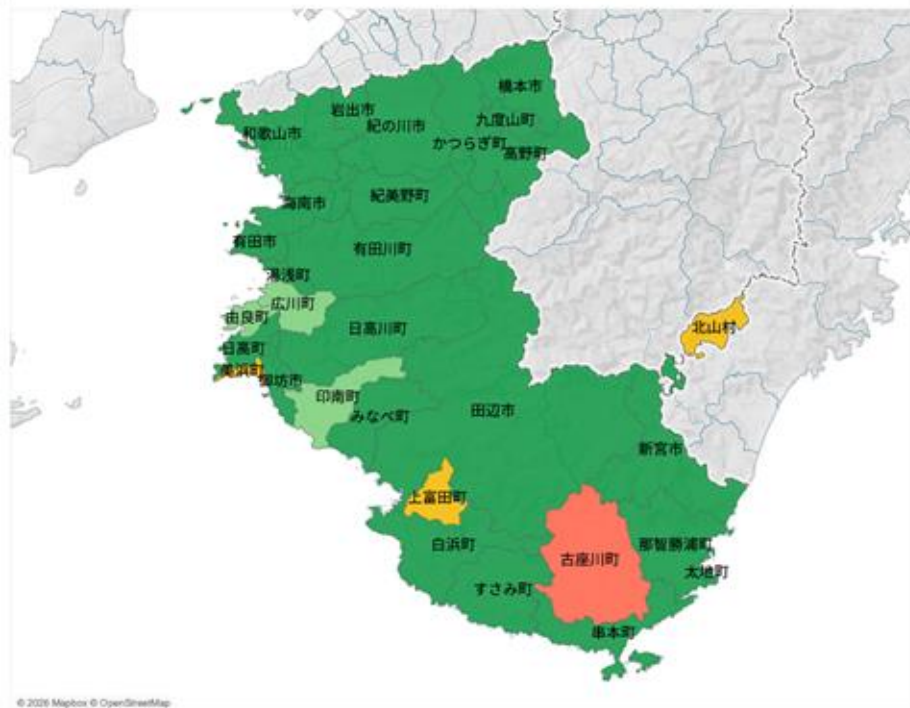 橋本市
岩出市
九度山町
紀の川市
和歌山市
かつらぎ町
高野町
紀美野町
海南市
有田市
有田川町
湯浅町
広川町
由良町
北山村
日高川町
日高町
美浜町
御坊市
印南町
田辺市
みなべ町
新宮市
上富田町
白浜町
那智勝浦町
古座川町
太地町
すさみ町
串本町
© 2026 Mapbox © OpenStreetMap